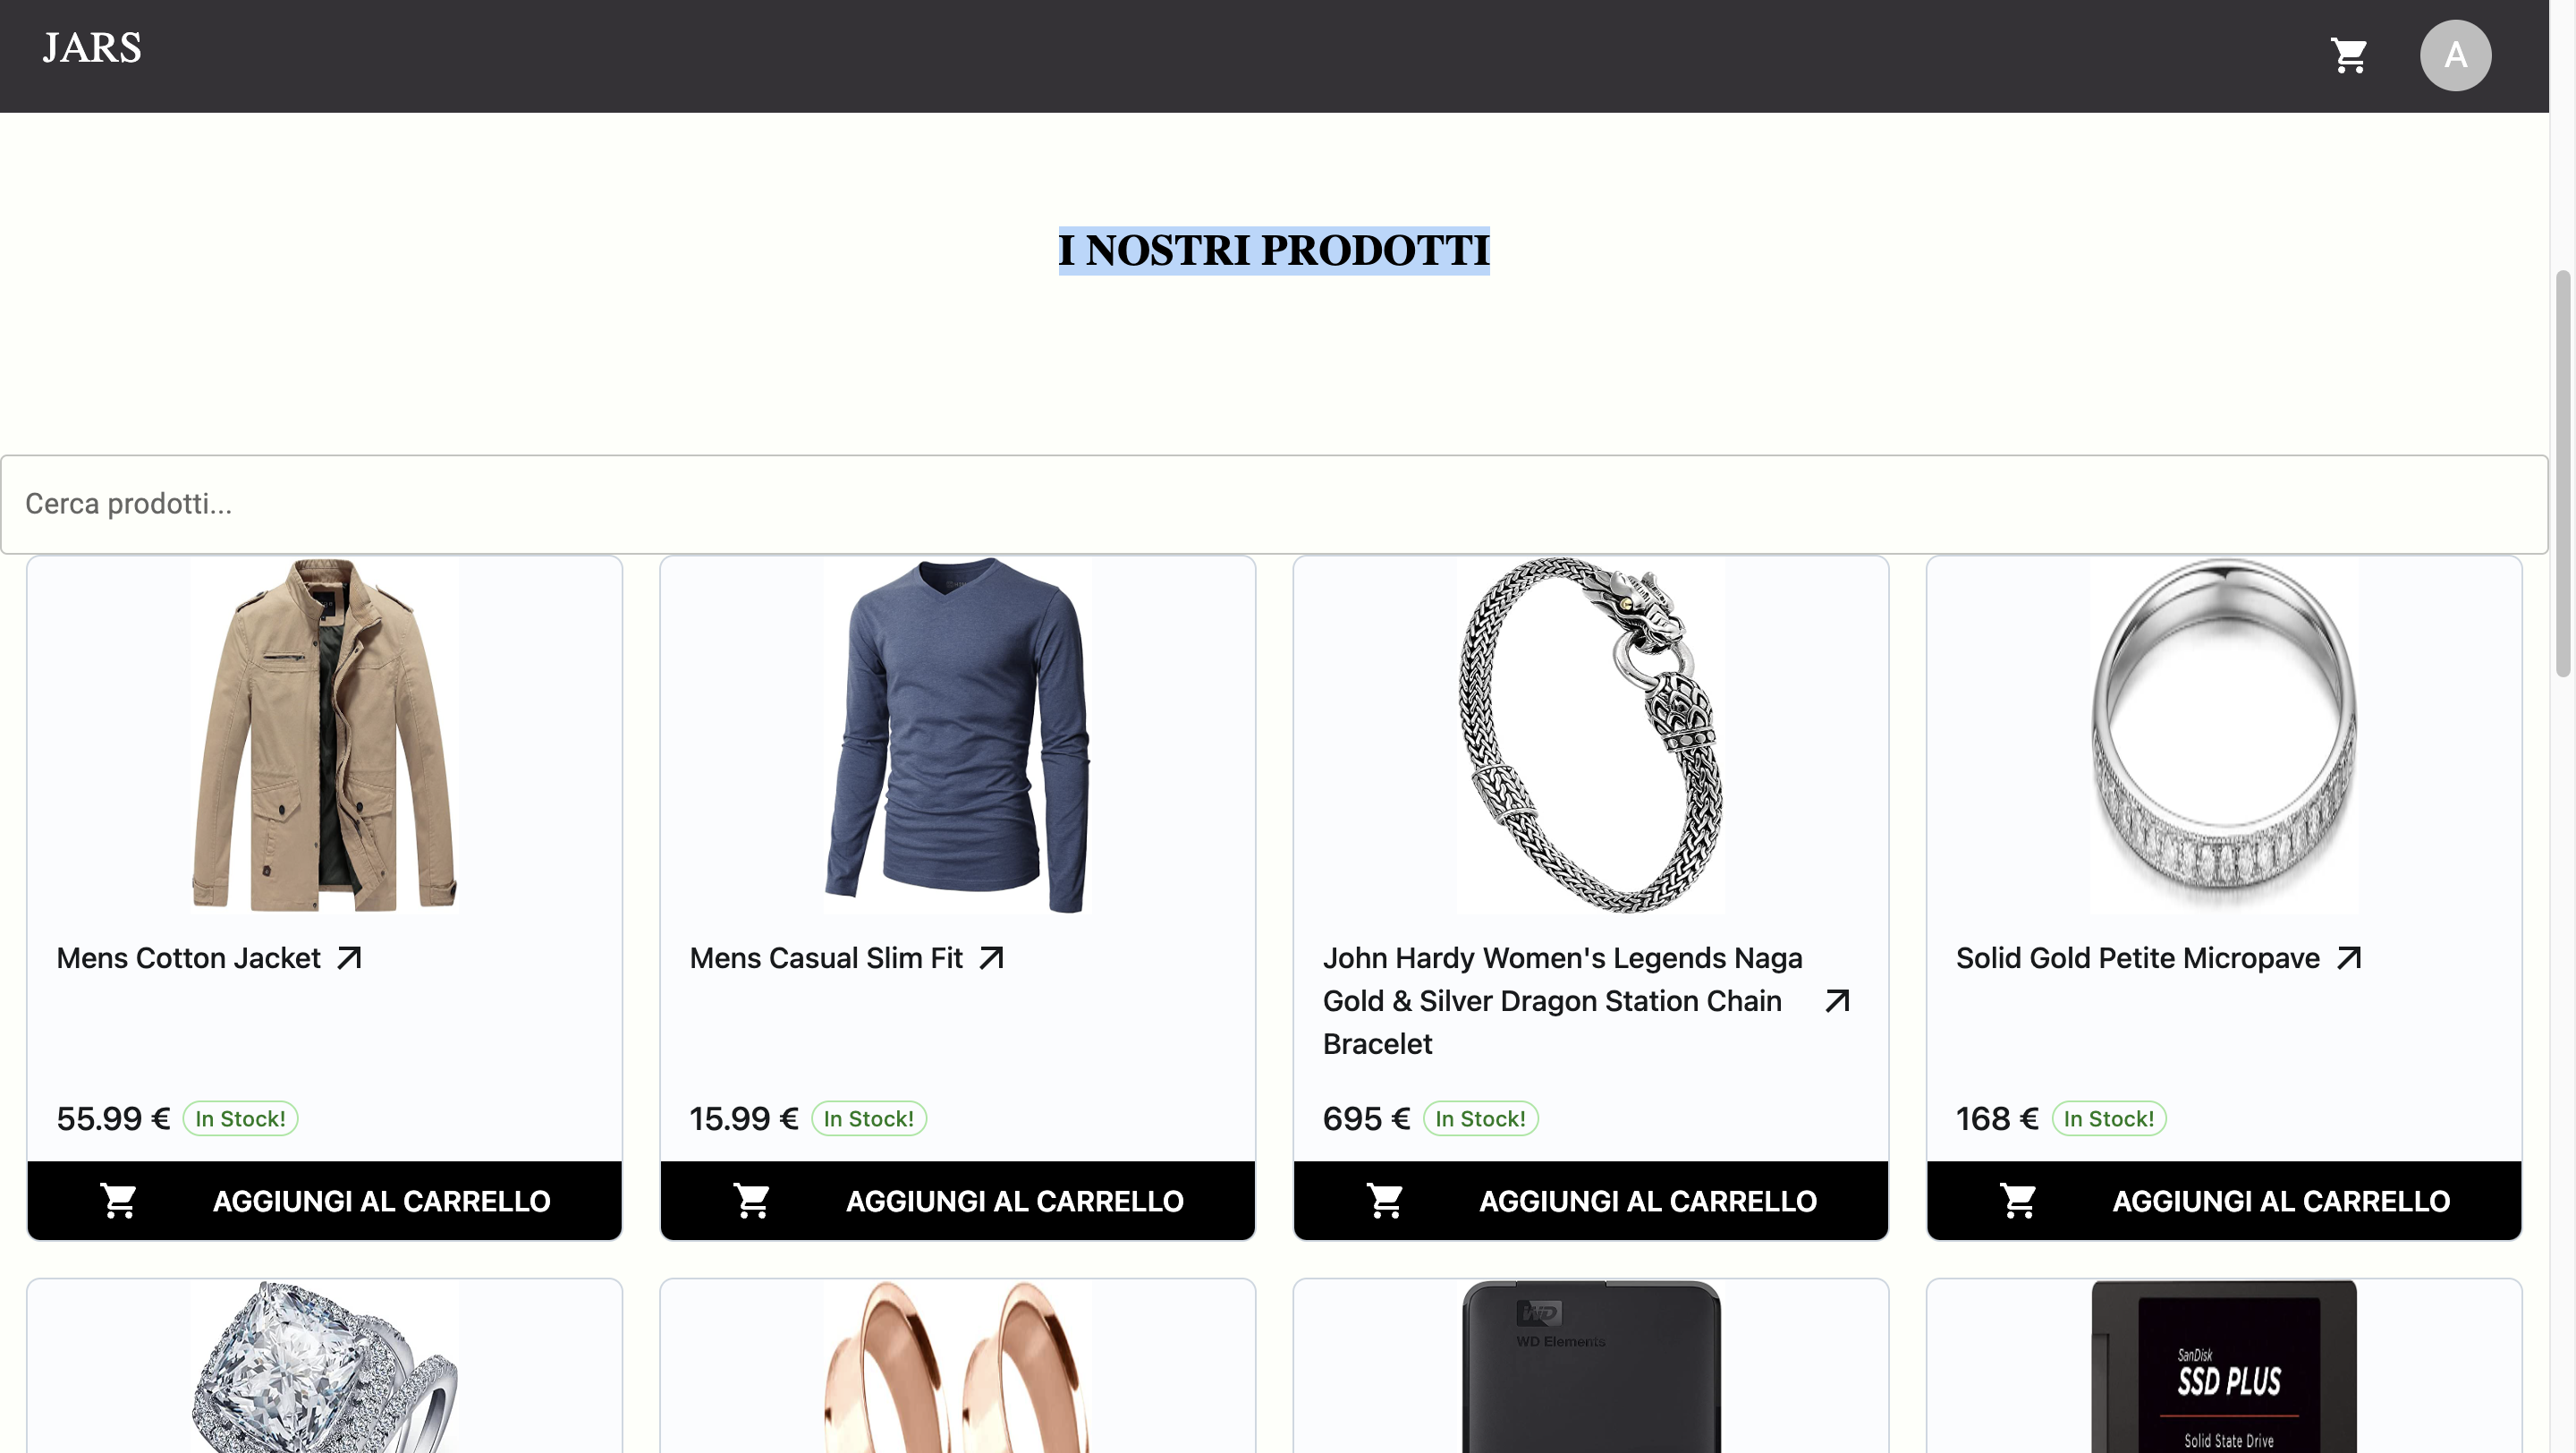 JARS
A
I NOSTRI PRODOTTI
Cerca prodotti...
Mens Cotton Jacket
55.99 € In Stock!
AGGIUNGI AL CARRELLO
Mens Casual Slim Fit
15.99 € In Stock!
AGGIUNGI AL CARRELLO
John Hardy Women's Legends Naga
Gold & Silver Dragon Station Chain
Bracelet
695 € In Stock!
AGGIUNGI AL CARRELLO
Solid Gold Petite Micropave
168 € In Stock!
AGGIUNGI AL CARRELLO
WD
WD Elements
SanDisk
SSD PLUS
Solid State Drive